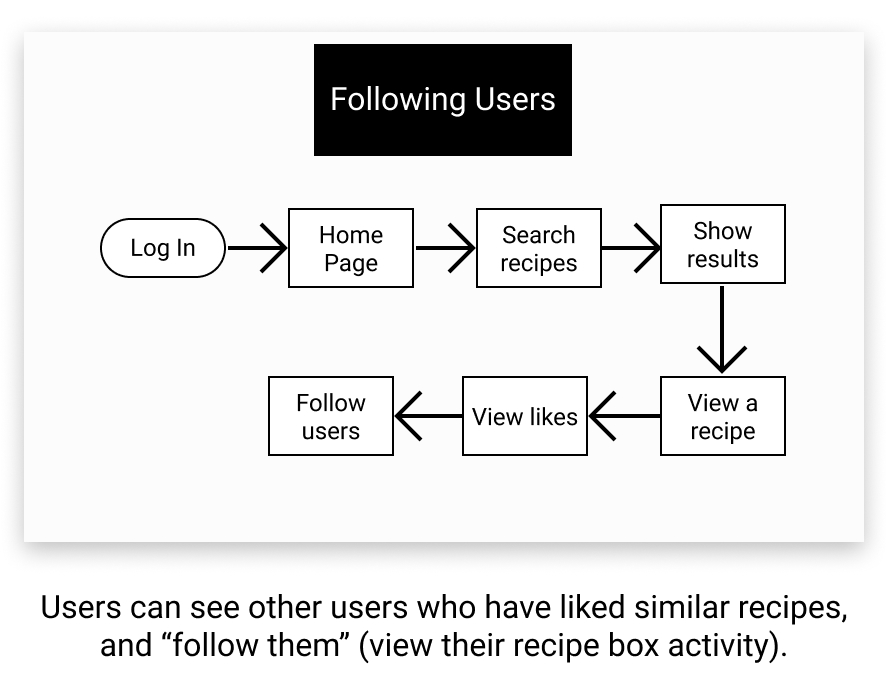 Following Users
Log In
Home
Page
Search
recipes
Show
results
Follow
users
View likes
View a
recipe
Users can see other users who have liked similar recipes,
and “follow them” (view their recipe box activity).